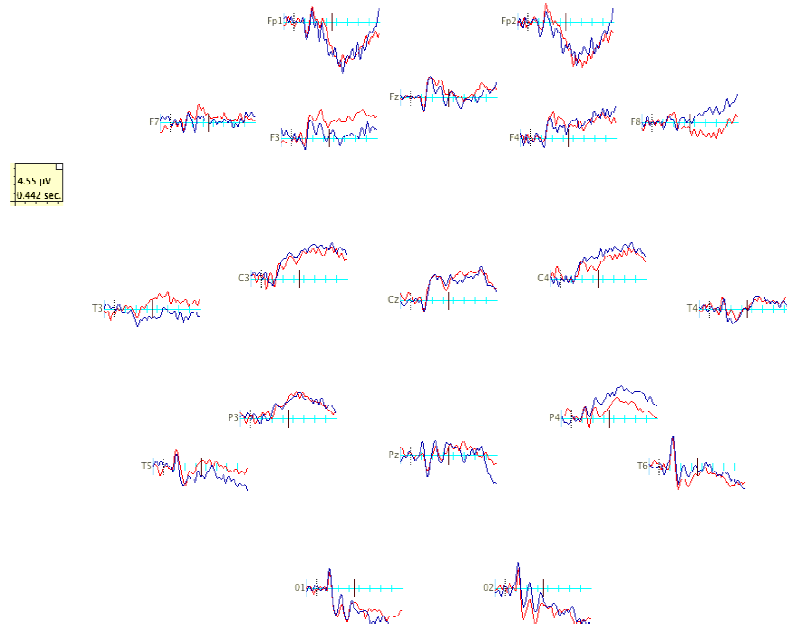 Fp1
Fp2
Fz
F7
F3
F4
F8
4.55 μV
0.442 sec.
C3
Cz
C4
T3
T4
P3
P4
Pz
T5
T6
O1
O2